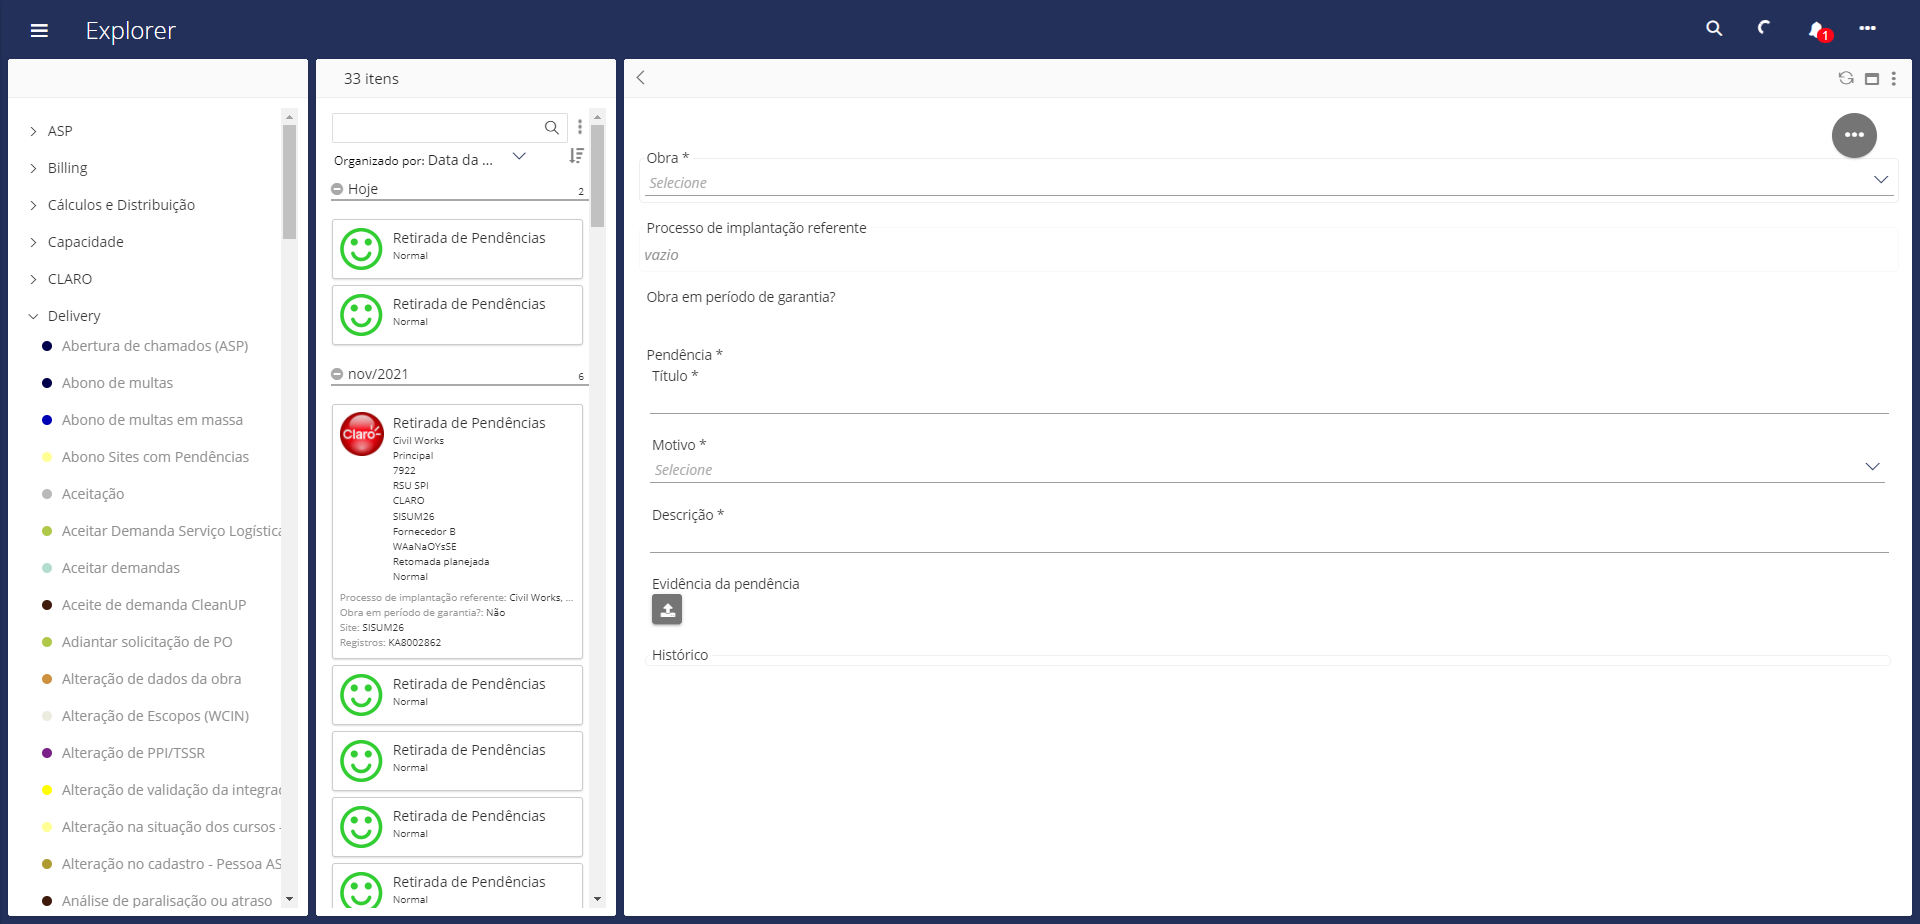 Explorer
1
ASP
Billing
Cálculos e Distribuição
Capacidade
CLARO
Delivery
Abertura de chamados (ASP)
Abono de multas
Abono de multas em massa
Abono Sites com Pendências
Aceitação
Aceitar Demanda Serviço Logística
Aceitar demandas
Aceite de demanda CleanUP
Adiantar solicitação de PO
Alteração de dados da obra
Alteração de Escopos (WCIN)
Alteração de PPI/TSSR
Alteração de validação da integrad
Alteração na situação dos cursos -
Alteração no cadastro - Pessoa AS
Análise de paralisação ou atraso
33 itens
Organizado por: Data da ...
Hoje 2
Retirada de Pendências
Normal
Retirada de Pendências
Normal
nov/2021 6
Claro
Retirada de Pendências
Civil Works
Principal
7922
RSU SPI
CLARO
SISUM26
Fornecedor B
WAaNaOYsSE
Retomada planejada
Normal
Processo de implantação referente: Civil Works, ...
Obra em período de garantia?: Não
Site: SISUM26
Registros: KA8002862
Retirada de Pendências
Normal
Retirada de Pendências
Normal
Retirada de Pendências
Normal
Retirada de Pendências
Normal
Obra *
Selecione
Processo de implantação referente
vazio
Obra em período de garantia?
Pendência *
Título *
Motivo *
Selecione
Descrição *
Evidência da pendência
Histórico